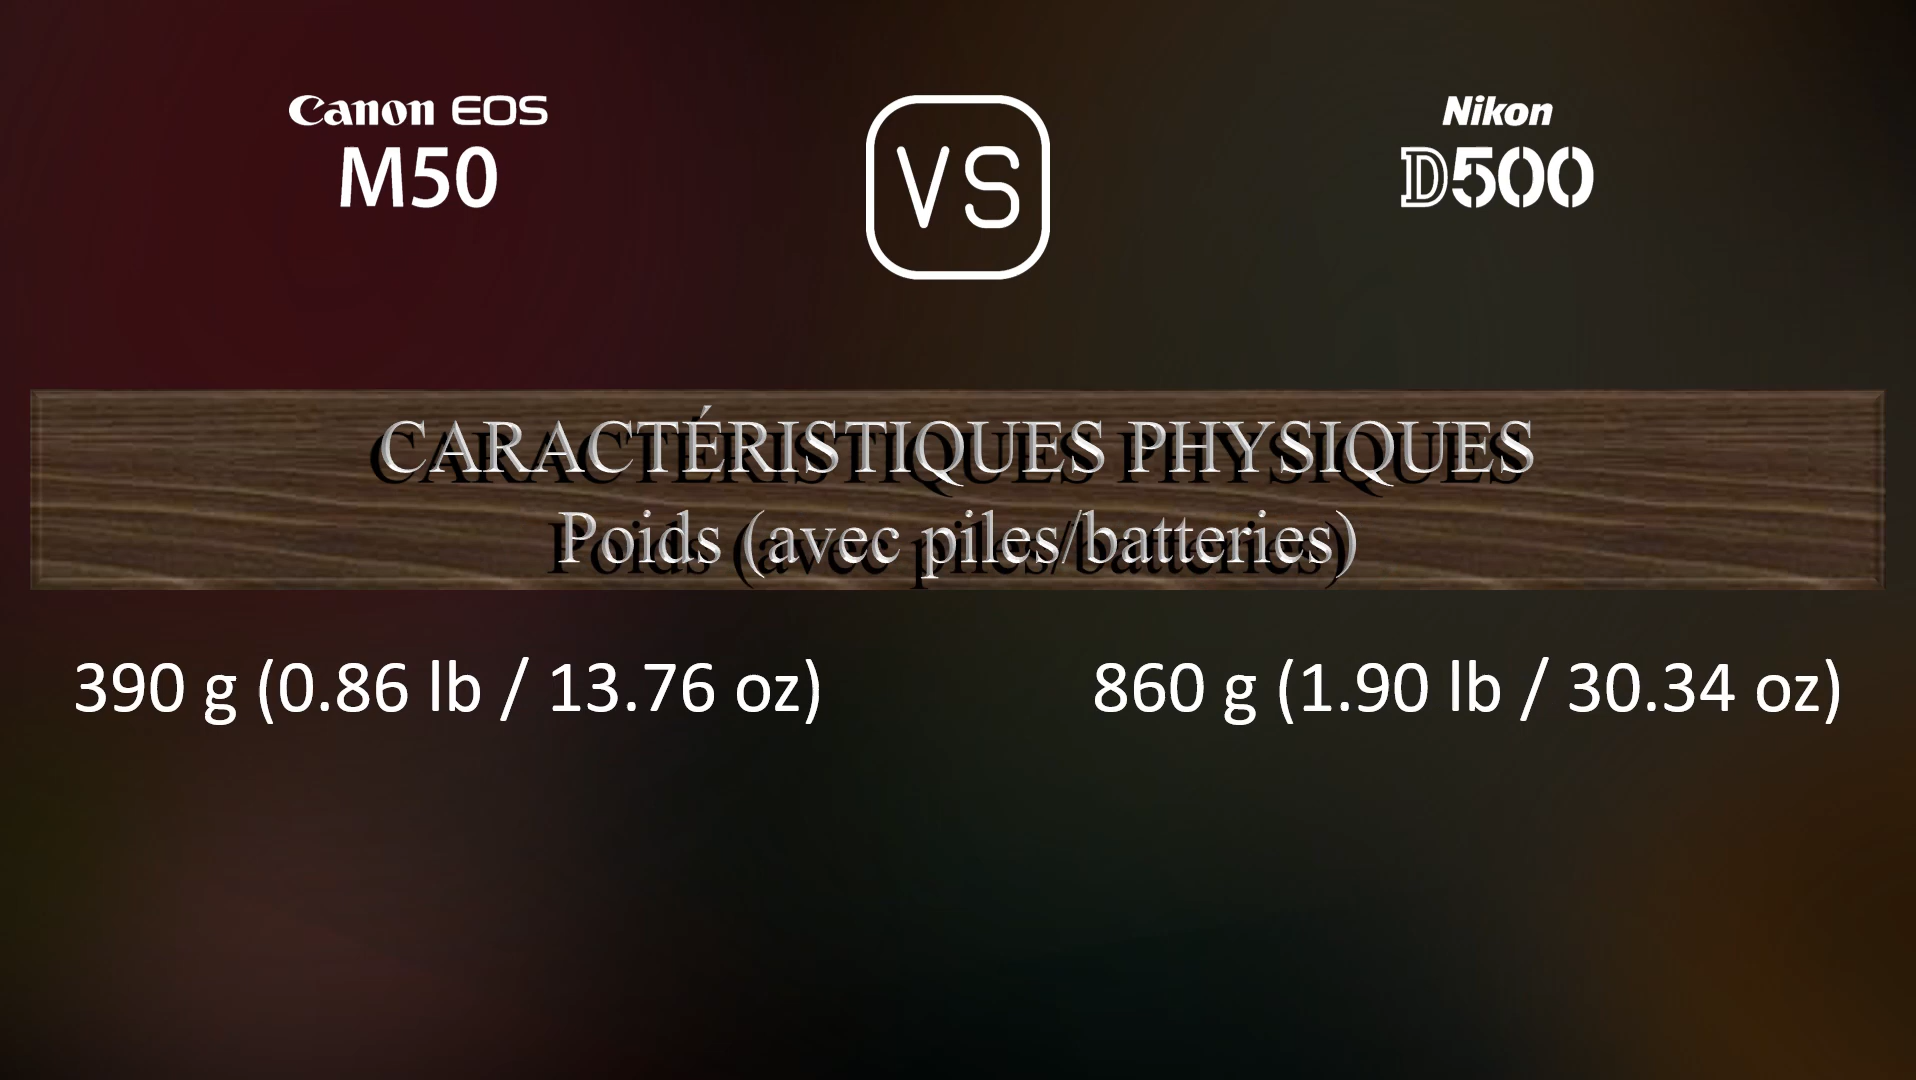 Canon EOS
M50
VS
Nikon
D500
CARACTÉRISTIQUES PHYSIQUES
Poids (avec piles/batteries)
390 g (0.86 lb / 13.76 oz)
860 g (1.90 lb / 30.34 oz)